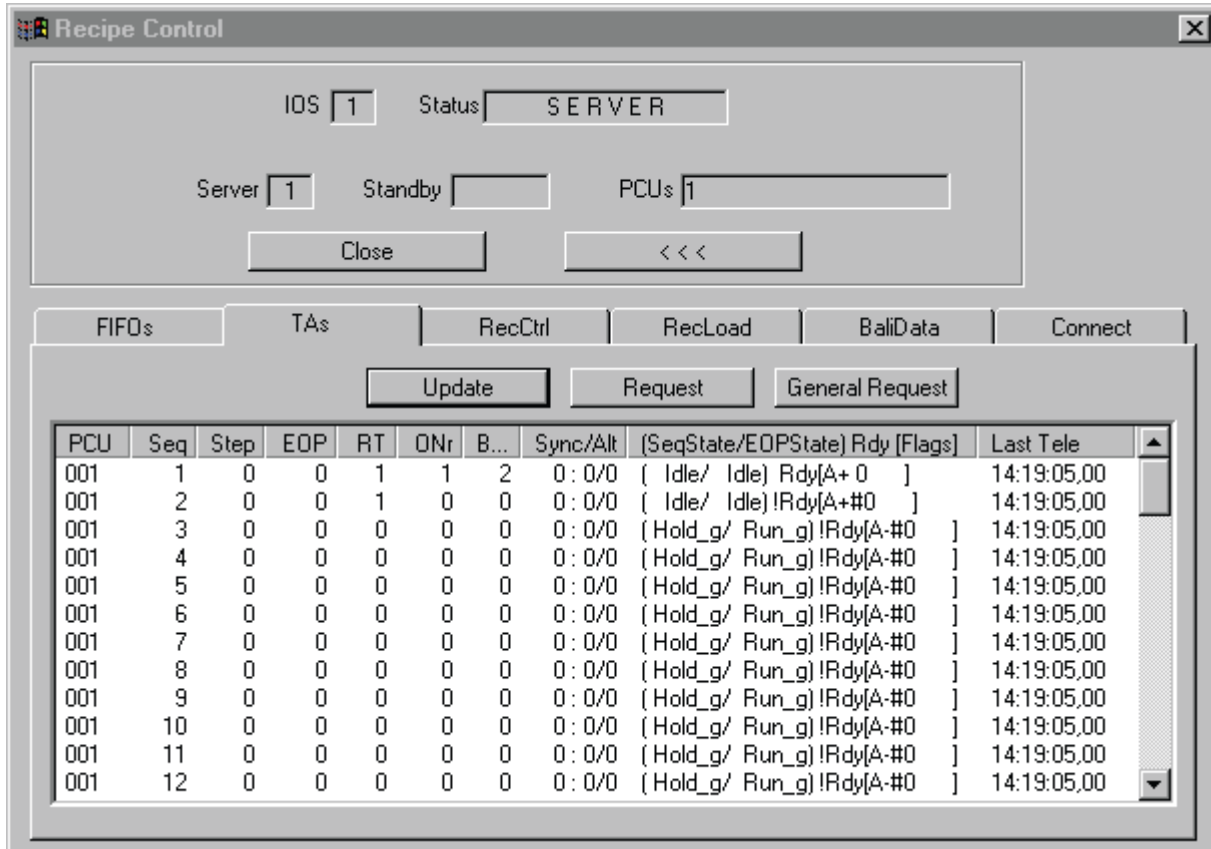 Recipe Control
IOS 1 Status S E R V E R
Server 1 Standby PCUs 1
Close < < <
FIFOs TAs RecCtrl RecLoad BaliData Connect
Update Request General Request
PCU Seq Step EOP RT ONr B... Sync/Alt (SeqState/EOPState) Rdy [Flags] Last Tele
001 1 0 0 1 1 2 0 : 0/0 ( Idle/ Idle) Rdy[A+ 0 ] 14:19:05,00
001 2 0 0 1 0 0 0 : 0/0 ( Idle/ Idle) !Rdy[A+#0 ] 14:19:05,00
001 3 0 0 0 0 0 0 : 0/0 ( Hold_g/ Run_g) !Rdy[A-#0 ] 14:19:05,00
001 4 0 0 0 0 0 0 : 0/0 ( Hold_g/ Run_g) !Rdy[A-#0 ] 14:19:05,00
001 5 0 0 0 0 0 0 : 0/0 ( Hold_g/ Run_g) !Rdy[A-#0 ] 14:19:05,00
001 6 0 0 0 0 0 0 : 0/0 ( Hold_g/ Run_g) !Rdy[A-#0 ] 14:19:05,00
001 7 0 0 0 0 0 0 : 0/0 ( Hold_g/ Run_g) !Rdy[A-#0 ] 14:19:05,00
001 8 0 0 0 0 0 0 : 0/0 ( Hold_g/ Run_g) !Rdy[A-#0 ] 14:19:05,00
001 9 0 0 0 0 0 0 : 0/0 ( Hold_g/ Run_g) !Rdy[A-#0 ] 14:19:05,00
001 10 0 0 0 0 0 0 : 0/0 ( Hold_g/ Run_g) !Rdy[A-#0 ] 14:19:05,00
001 11 0 0 0 0 0 0 : 0/0 ( Hold_g/ Run_g) !Rdy[A-#0 ] 14:19:05,00
001 12 0 0 0 0 0 0 : 0/0 ( Hold_g/ Run_g) !Rdy[A-#0 ] 14:19:05,00